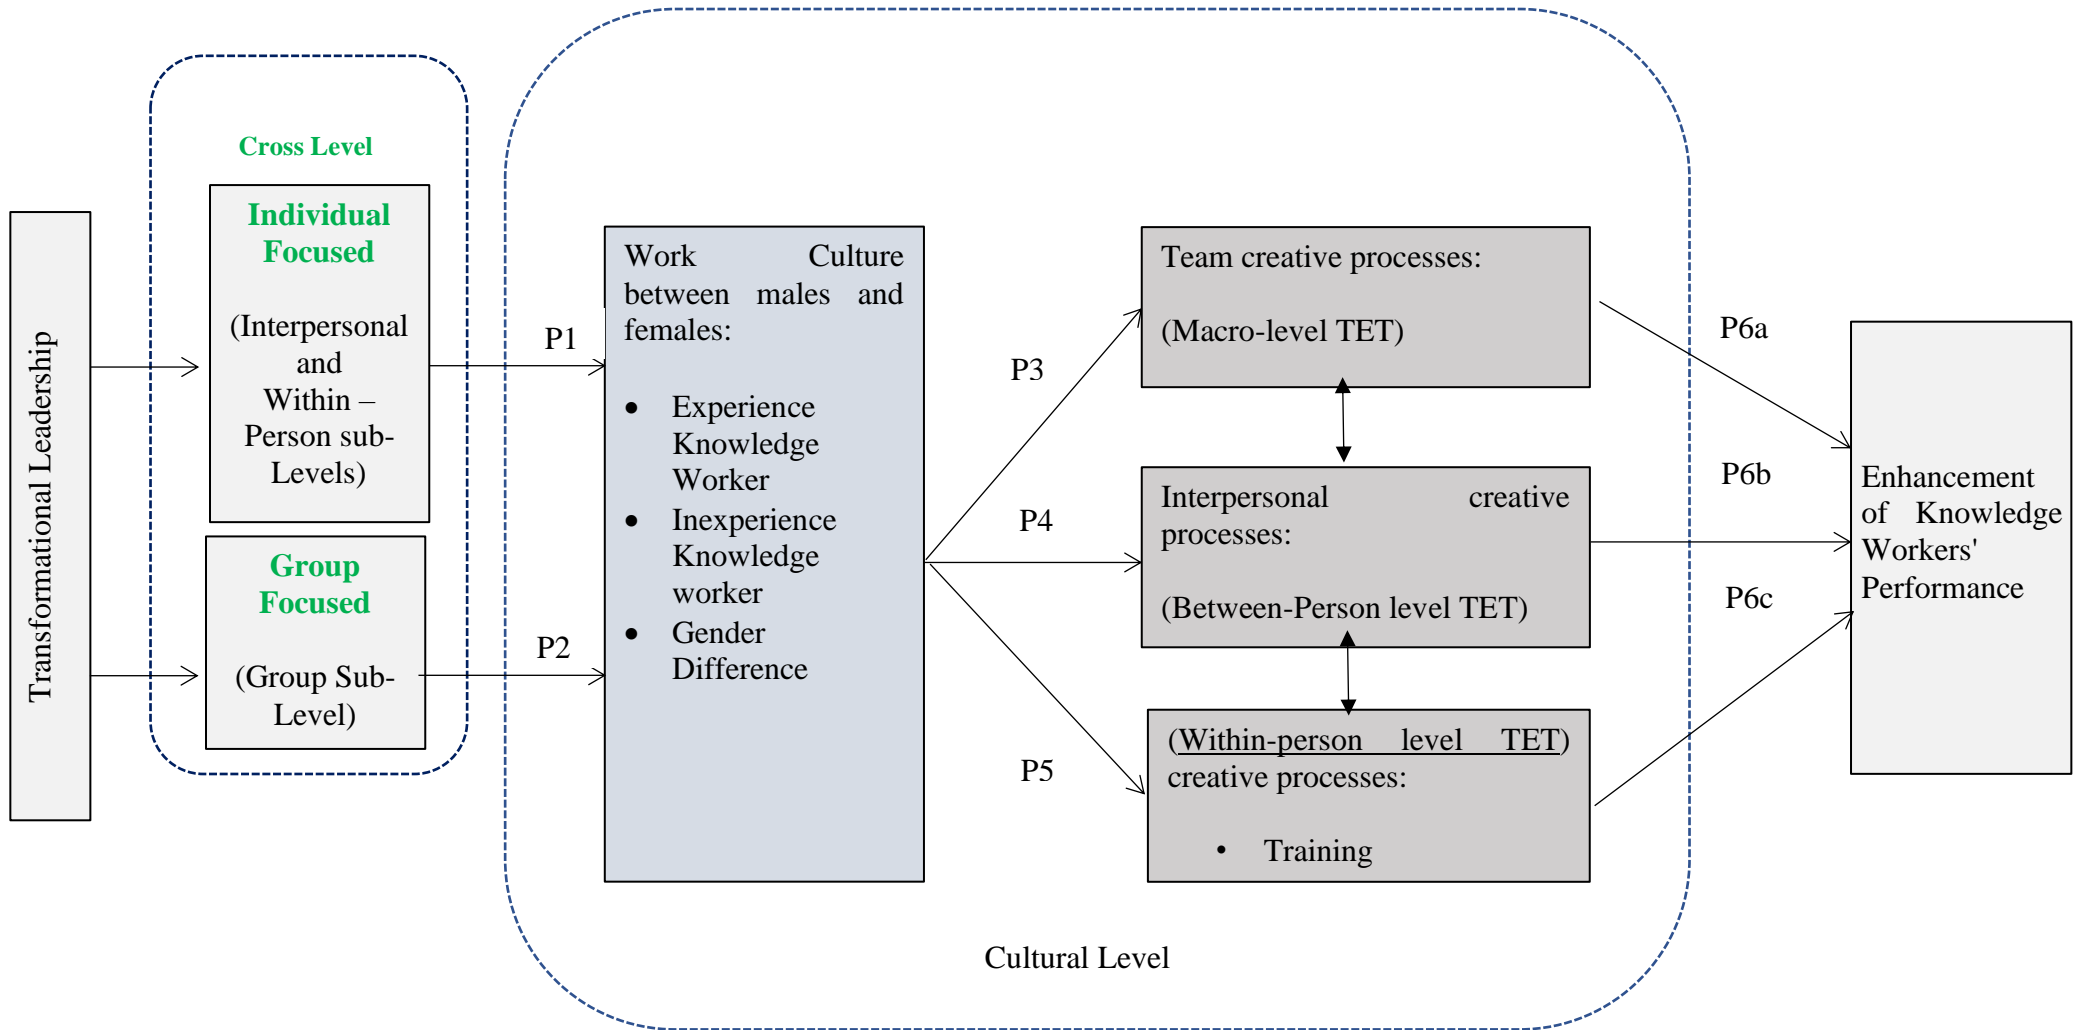 Transformational Leadership
Cross Level
Individual
Focused
(Interpersonal
and
Within –
Person sub-
Levels)
Group
Focused
(Group Sub-
Level)
P1
P2
Work Culture
between males and
females:
• Experience
Knowledge
Worker
• Inexperience
Knowledge
worker
• Gender
Difference
P3
P4
P5
Team creative processes:
(Macro-level TET)
Interpersonal creative
processes:
(Between-Person level TET)
(Within-person level TET)
creative processes:
• Training
Cultural Level
P6a
P6b
P6c
Enhancement
of Knowledge
Workers'
Performance